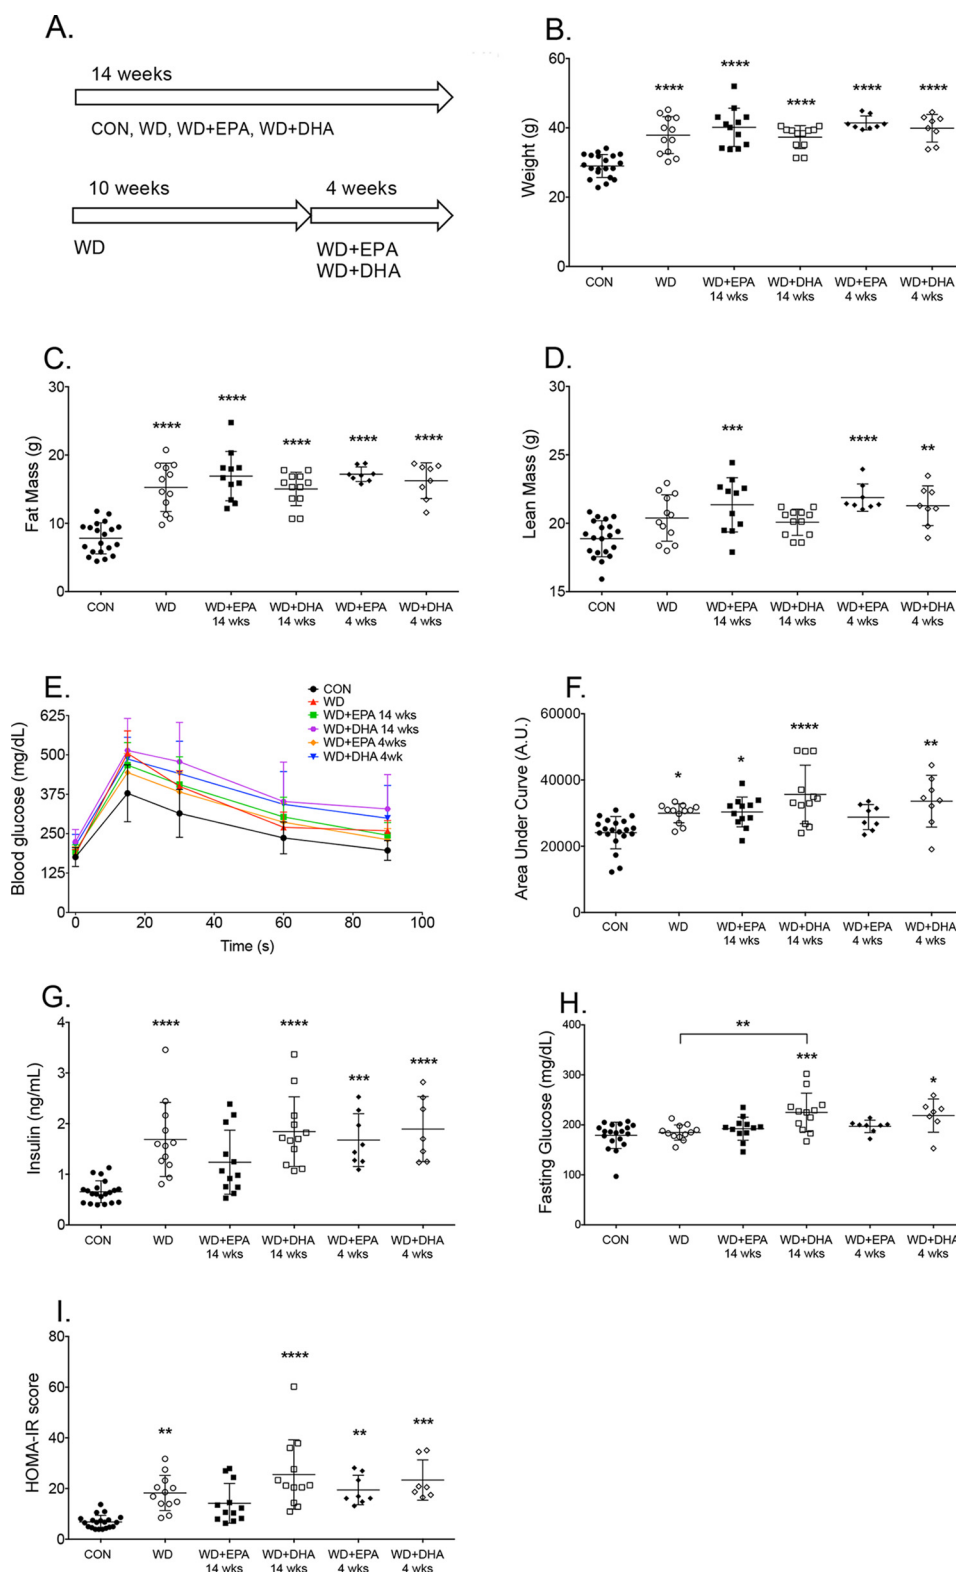 A.
14 weeks
CON, WD, WD+EPA, WD+DHA
10 weeks
4 weeks
WD
WD+EPA
WD+DHA
B.
Weight (g)
60
40
20
0
**** **** **** **** ****
CON WD WD+EPA WD+DHA WD+EPA WD+DHA
14 wks 14 wks 4 wks 4 wks
C.
Fat Mass (g)
30
20
10
0
**** **** **** **** ****
CON WD WD+EPA WD+DHA WD+EPA WD+DHA
14 wks 14 wks 4 wks 4 wks
D.
Lean Mass (g)
30
25
20
15
*** **** **
CON WD WD+EPA WD+DHA WD+EPA WD+DHA
14 wks 14 wks 4 wks 4 wks
E.
Blood glucose (mg/dL)
625
500
375
250
125
0
CON
WD
WD+EPA 14 wks
WD+DHA 14 wks
WD+EPA 4wks
WD+DHA 4wk
0 20 40 60 80 100
Time (s)
F.
Area Under Curve (A.U.)
60000
40000
20000
0
* * **** **
CON WD WD+EPA WD+DHA WD+EPA WD+DHA
14 wks 14 wks 4 wks 4 wks
G.
Insulin (ng/mL)
4
3
2
1
0
**** **** *** ****
CON WD WD+EPA WD+DHA WD+EPA WD+DHA
14 wks 14 wks 4 wks 4 wks
H.
Fasting Glucose (mg/dL)
400
300
200
100
0
**
*** *
CON WD WD+EPA WD+DHA WD+EPA WD+DHA
14 wks 14 wks 4 wks 4 wks
I.
HOMA-IR score
80
60
40
20
0
** **** ** ***
CON WD WD+EPA WD+DHA WD+EPA WD+DHA
14 wks 14 wks 4 wks 4 wks